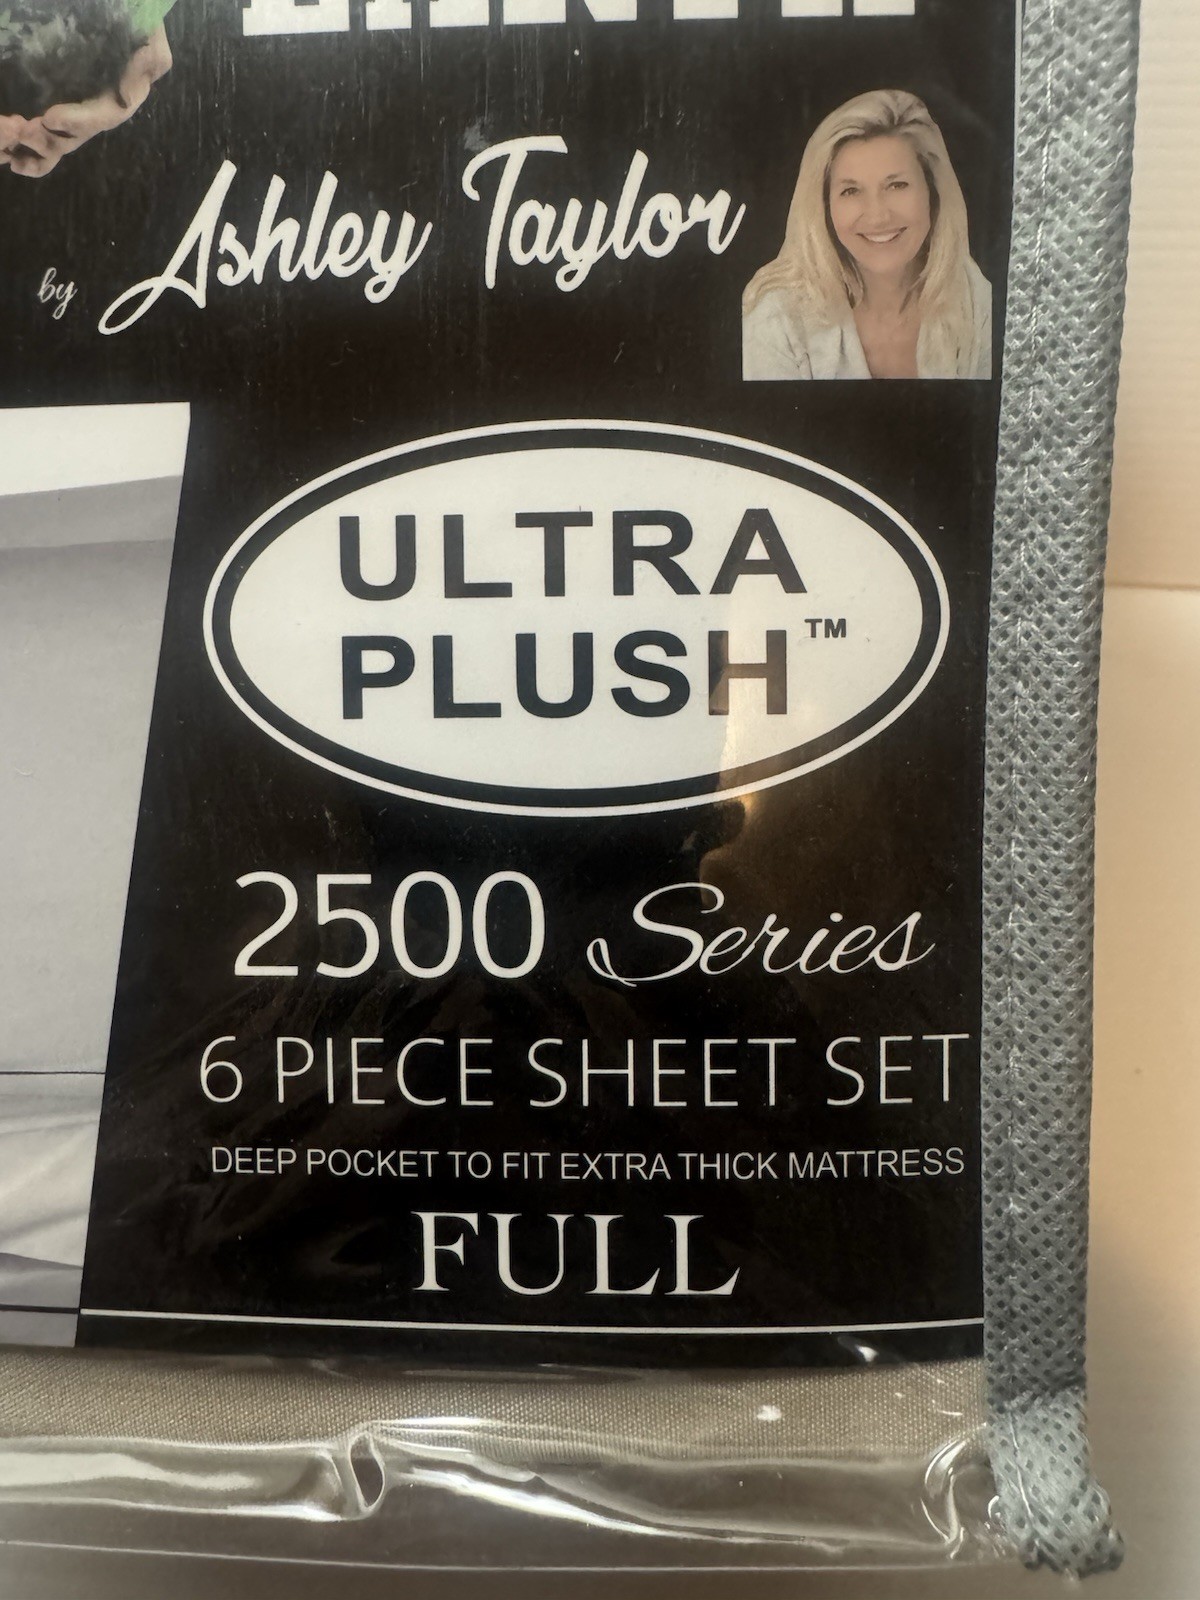 by Ashley Taylor
ULTRA
PLUSH™
2500 Series
6 PIECE SHEET SET
DEEP POCKET TO FIT EXTRA THICK MATTRESS
FULL